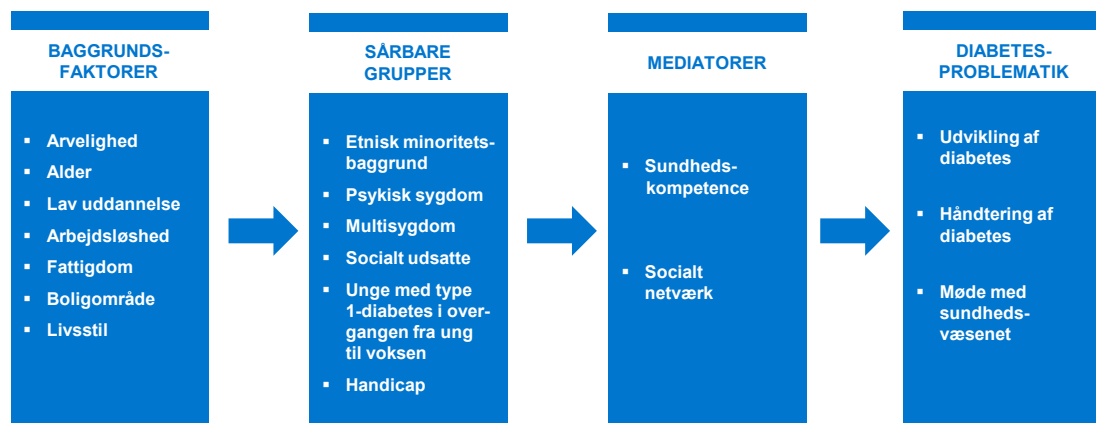 BAGGRUNDS-
FAKTORER
▪ Arvelighed
▪ Alder
▪ Lav uddannelse
▪ Arbejdsløshed
▪ Fattigdom
▪ Boligområde
▪ Livsstil
SÅRBARE
GRUPPER
▪ Etnisk minoritets-
baggrund
▪ Psykisk sygdom
▪ Multisygdom
▪ Socialt udsatte
▪ Unge med type
1-diabetes i over-
gangen fra ung
til voksen
▪ Handicap
MEDIATORER
▪ Sundheds-
kompetence
▪ Socialt
netværk
DIABETES-
PROBLEMATIK
▪ Udvikling af
diabetes
▪ Håndtering af
diabetes
▪ Møde med
sundheds-
væsenet